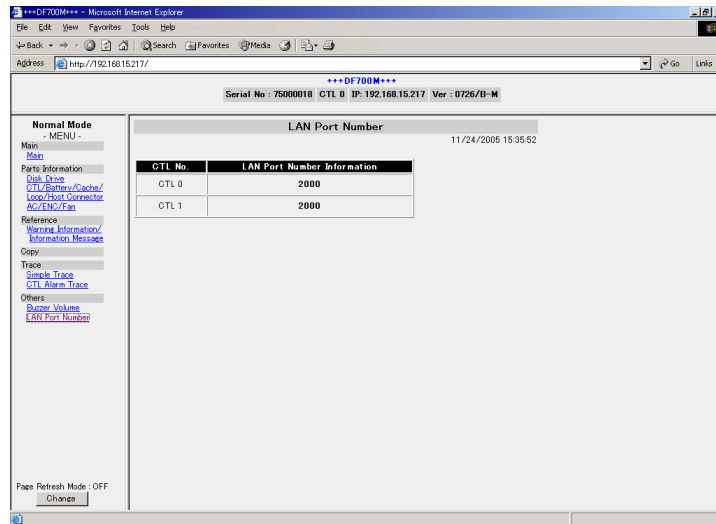 +++DF700M+++ - Microsoft Internet Explorer
File Edit View Favorites Tools Help
Back Search Favorites Media
Address http://192.168.15.217/ Go Links
+++DF700M+++
Serial No : 75000018 CTL 0 IP: 192.168.15.217 Ver : 0726/B-M
Normal Mode
- MENU -
Main
Main
Parts Information
Disk Drive
CTL/Battery/Cache/
Loop/Host Connector
AC/ENC/Fan
Reference
Warning Information/
Information Message
Copy
Trace
Simple Trace
CTL Alarm Trace
Others
Buzzer Volume
LAN Port Number
Page Refresh Mode : OFF
Change
LAN Port Number
11/24/2005 15:35:52
CTL No. LAN Port Number Information
CTL 0 2000
CTL 1 2000